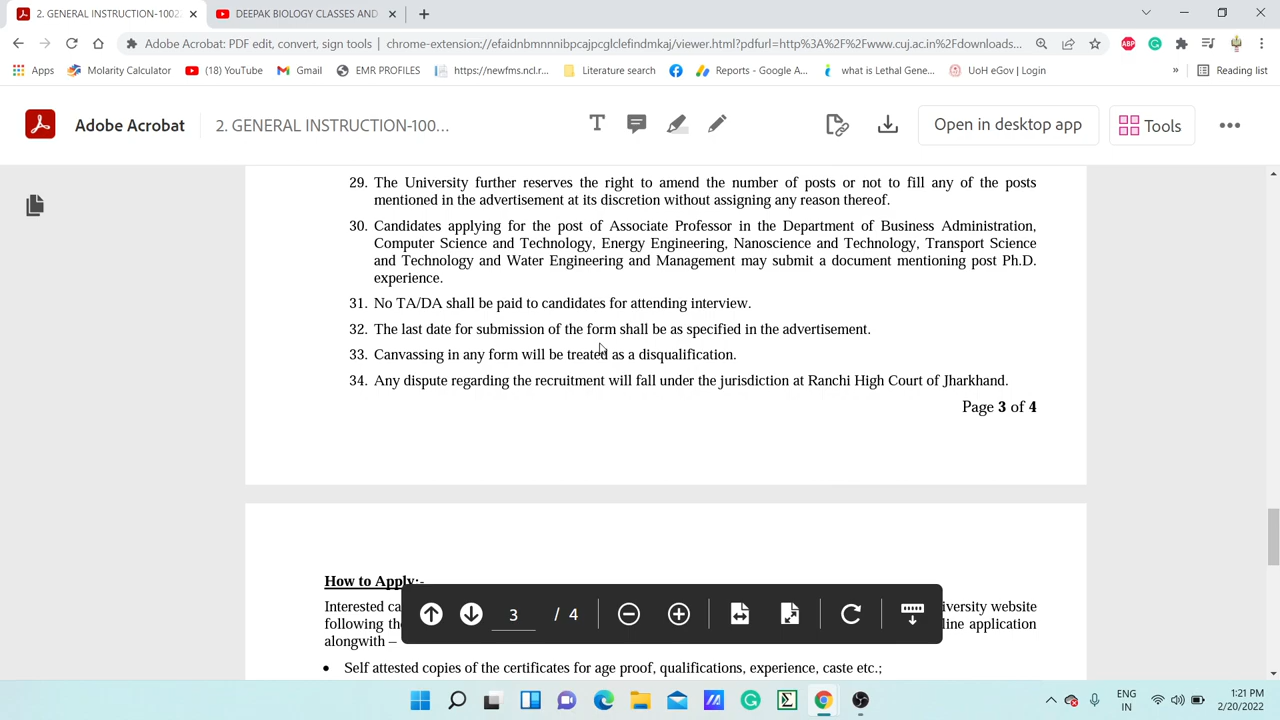 2. GENERAL INSTRUCTION-1002
DEEPAK BIOLOGY CLASSES AND
Adobe Acrobat: PDF edit, convert, sign tools | chrome-extension://efaidnbmnnnibpcajpcglclefindmkaj/viewer.html?pdfurl=http%3A%2F%2Fwww.cuj.ac.in%2Fdownloads...
ABP
Apps
Molarity Calculator
(18) YouTube
Gmail
EMR PROFILES
https://newfms.ncl.r...
Literature search
Reports - Google A...
what is Lethal Gene...
UoH eGov | Login
»
Reading list
Adobe Acrobat
2. GENERAL INSTRUCTION-100...
Open in desktop app
Tools
29. The University further reserves the right to amend the number of posts or not to fill any of the posts
mentioned in the advertisement at its discretion without assigning any reason thereof.
30. Candidates applying for the post of Associate Professor in the Department of Business Administration,
Computer Science and Technology, Energy Engineering, Nanoscience and Technology, Transport Science
and Technology and Water Engineering and Management may submit a document mentioning post Ph.D.
experience.
31. No TA/DA shall be paid to candidates for attending interview.
32. The last date for submission of the form shall be as specified in the advertisement.
33. Canvassing in any form will be treated as a disqualification.
34. Any dispute regarding the recruitment will fall under the jurisdiction at Ranchi High Court of Jharkhand.
Page 3 of 4
How to Apply:-
Interested ca
iversity website
following the
line application
alongwith –
3 / 4
• Self attested copies of the certificates for age proof, qualifications, experience, caste etc.;
ENG
IN
1:21 PM
2/20/2022